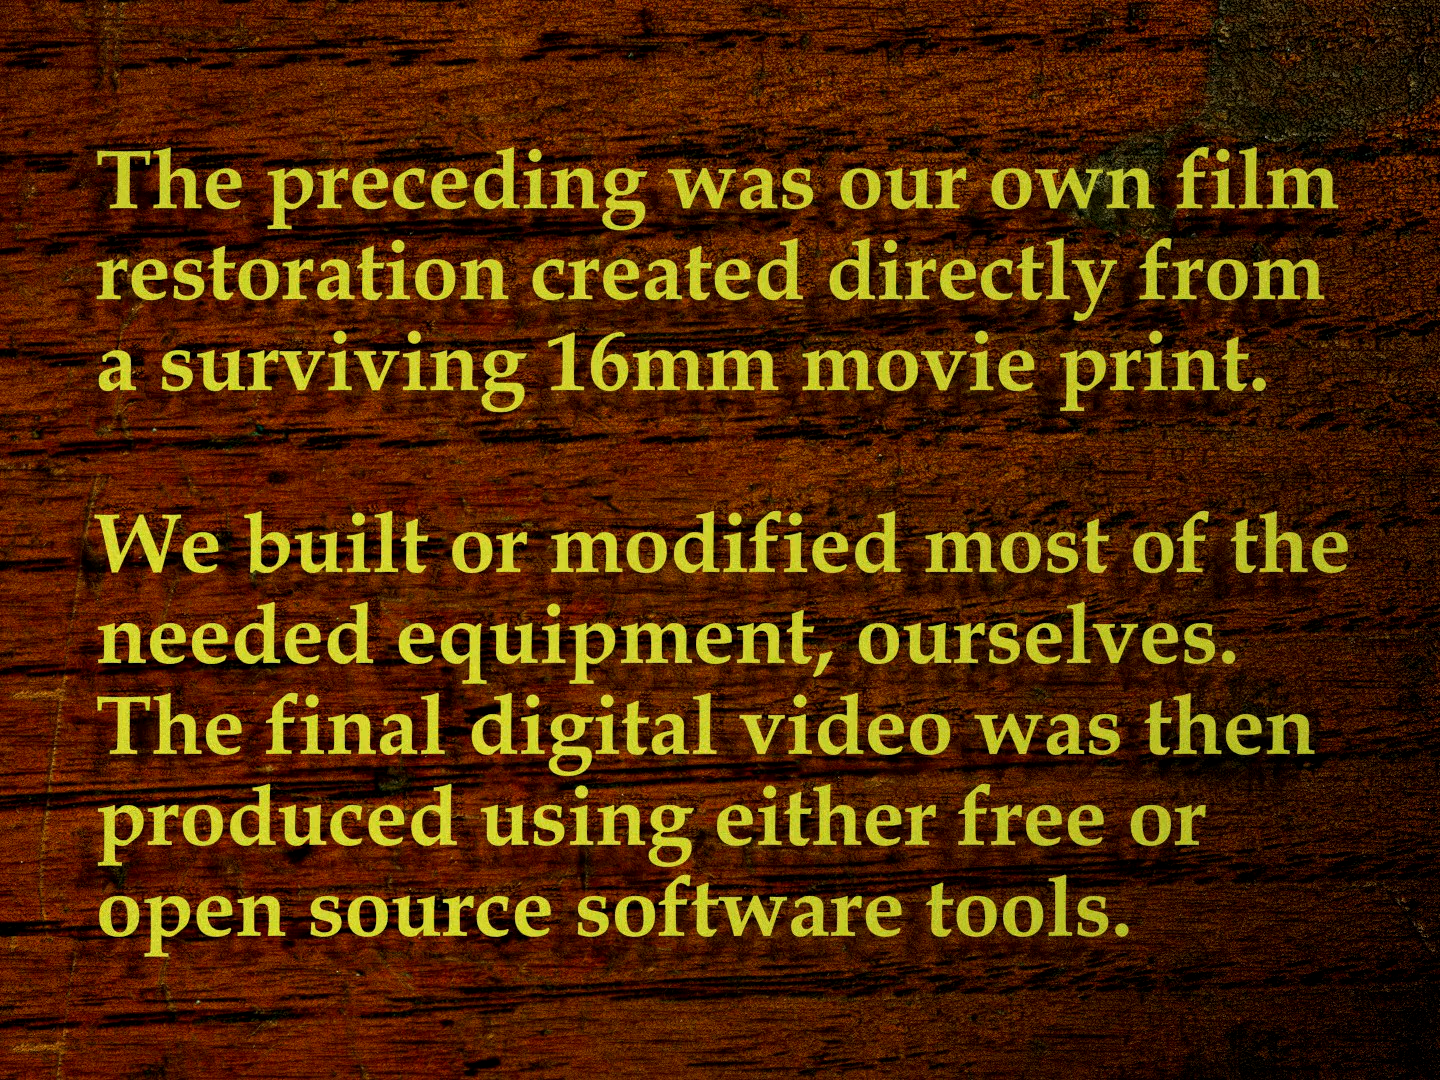 The preceding was our own film
restoration created directly from
a surviving 16mm movie print.
We built or modified most of the
needed equipment, ourselves.
The final digital video was then
produced using either free or
open source software tools.